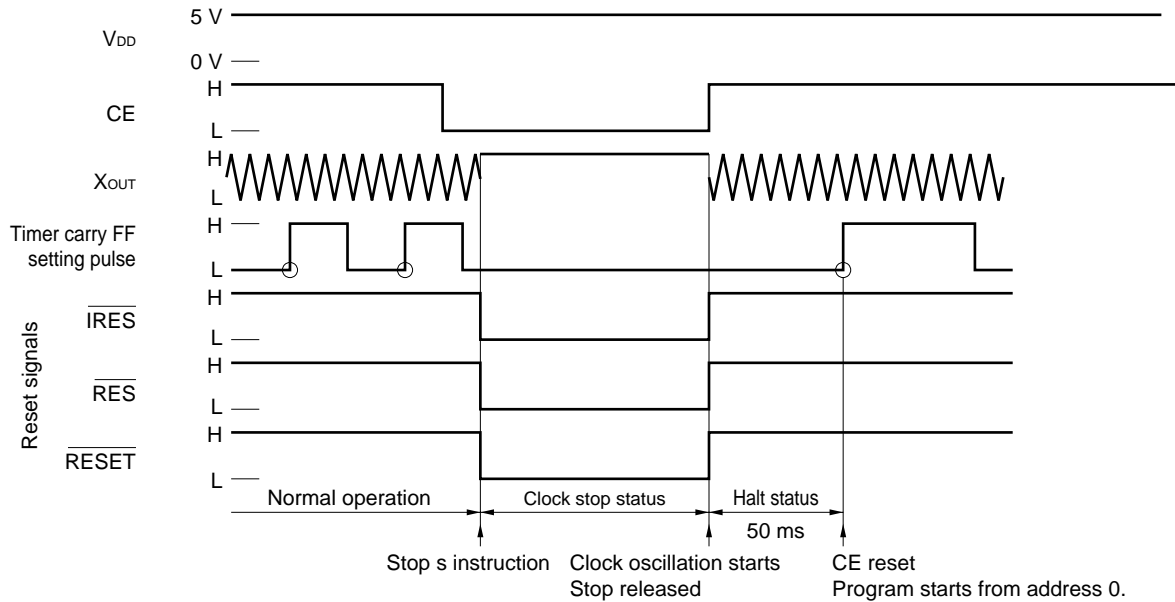 5 V
VDD
0 V
H
CE
L
H
XOUT
L
H
Timer carry FF
setting pulse
L
H
IRES
L
Reset signals
H
RES
L
H
RESET
L
Normal operation
Clock stop status
Halt status
50 ms
Stop s instruction
Clock oscillation starts
Stop released
CE reset
Program starts from address 0.